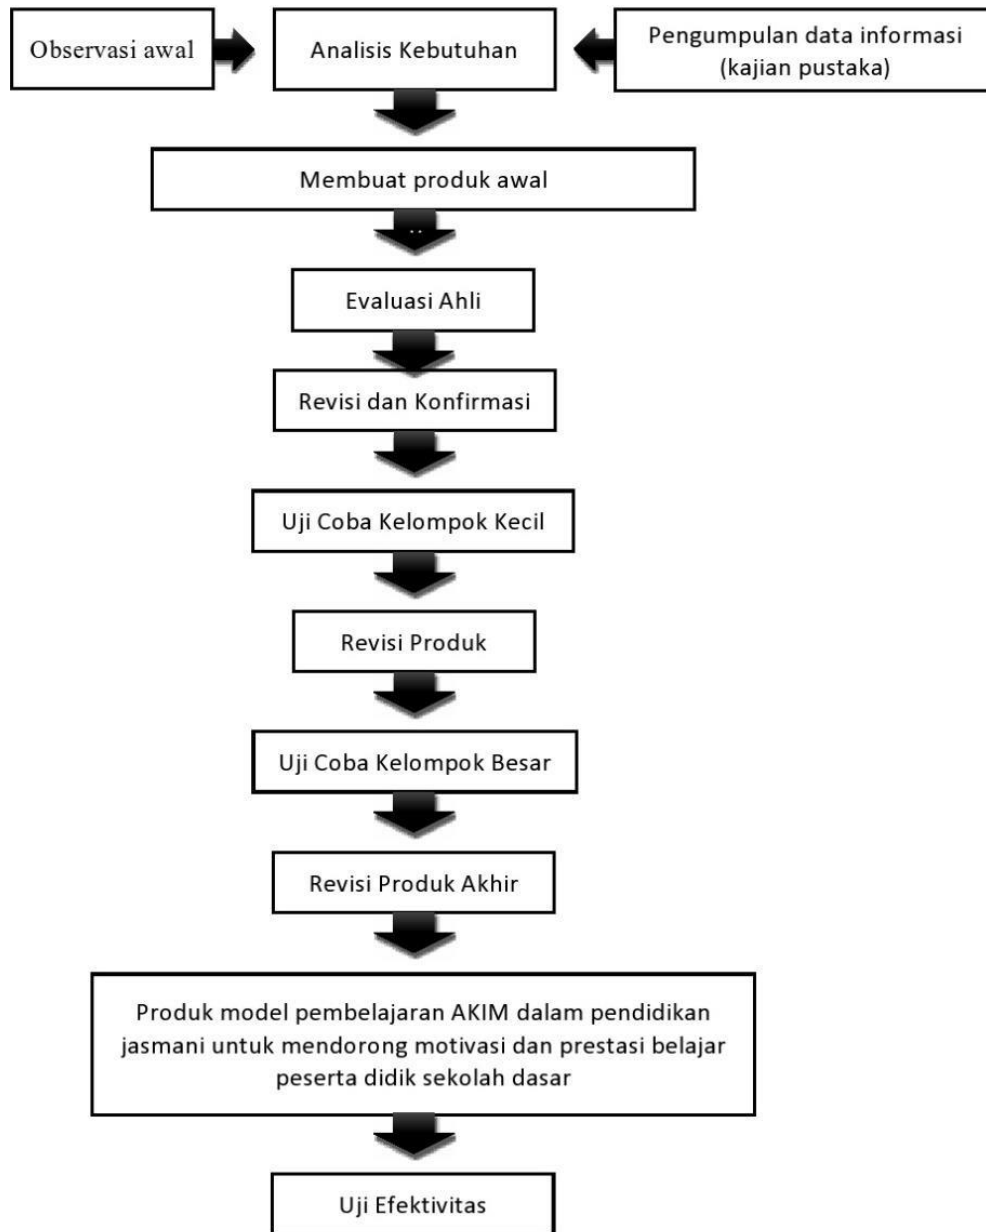 Observasi awal
Analisis Kebutuhan
Pengumpulan data informasi
(kajian pustaka)
Membuat produk awal
..
Evaluasi Ahli
Revisi dan Konfirmasi
Uji Coba Kelompok Kecil
Revisi Produk
Uji Coba Kelompok Besar
Revisi Produk Akhir
Produk model pembelajaran AKIM dalam pendidikan
jasmani untuk mendorong motivasi dan prestasi belajar
peserta didik sekolah dasar
Uji Efektivitas